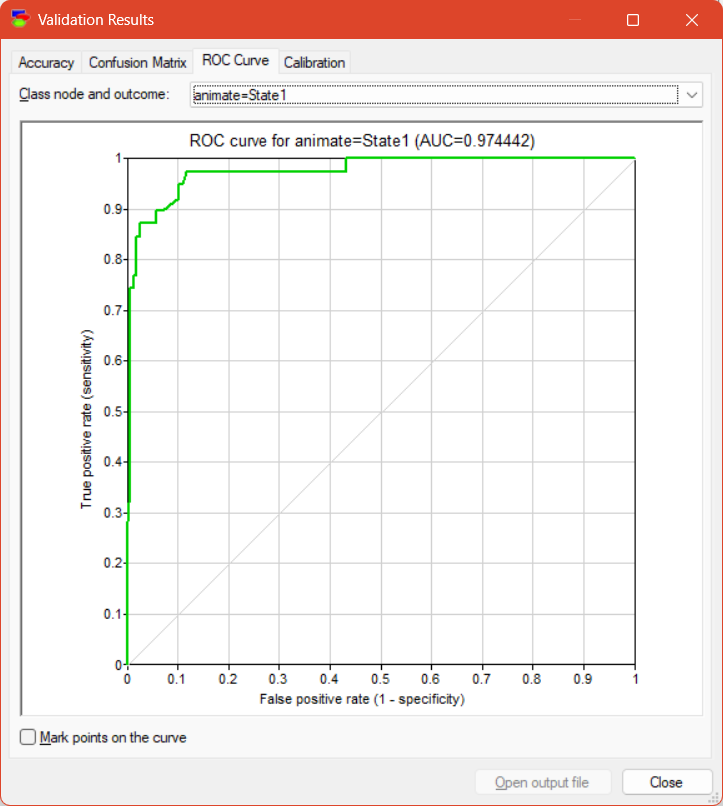 Validation Results
Accuracy Confusion Matrix ROC Curve Calibration
Class node and outcome: animate=State1
ROC curve for animate=State1 (AUC=0.974442)
1
0.9
0.8
0.7
0.6
0.5
0.4
0.3
0.2
0.1
0
True positive rate (sensitivity)
0 0.1 0.2 0.3 0.4 0.5 0.6 0.7 0.8 0.9 1
False positive rate (1 - specificity)
Mark points on the curve
Open output file Close